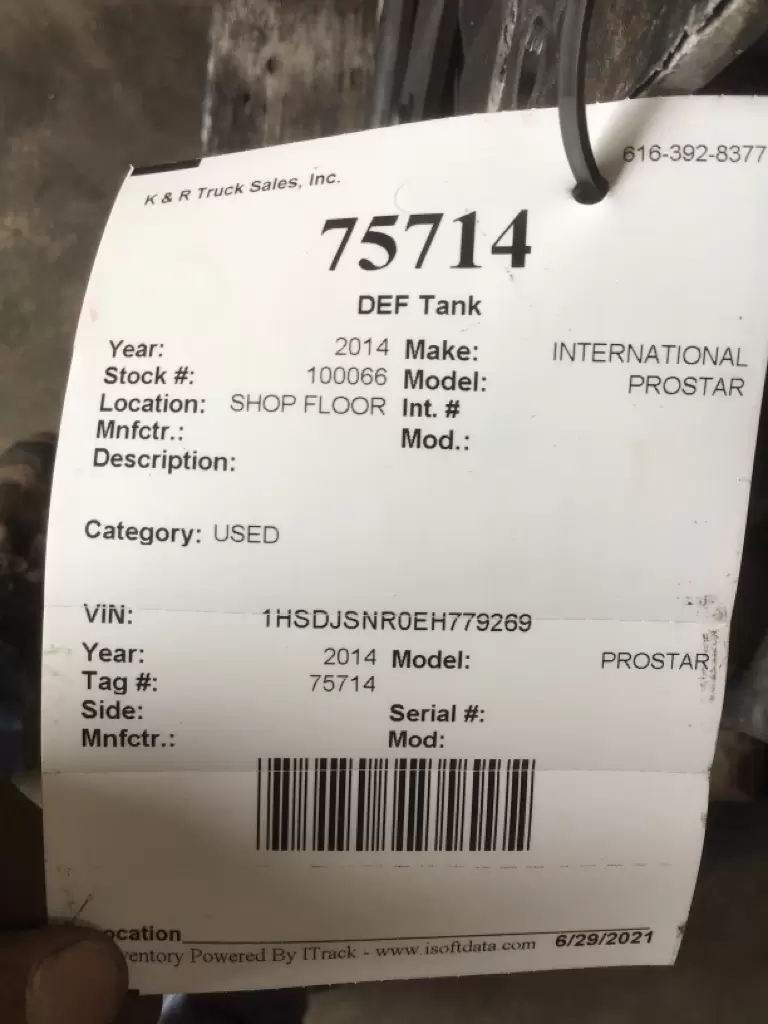 K & R Truck Sales, Inc. 616-392-8377
75714
DEF Tank
Year: 2014 Make: INTERNATIONAL
Stock #: 100066 Model: PROSTAR
Location: SHOP FLOOR Int. #
Mnfctr.: Mod.:
Description:
Category: USED
VIN: 1HSDJSNR0EH779269
Year: 2014 Model: PROSTAR
Tag #: 75714
Side: Serial #:
Mnfctr.: Mod:
ocation 6/29/2021
ventory Powered By ITrack - www.isoftdata.com